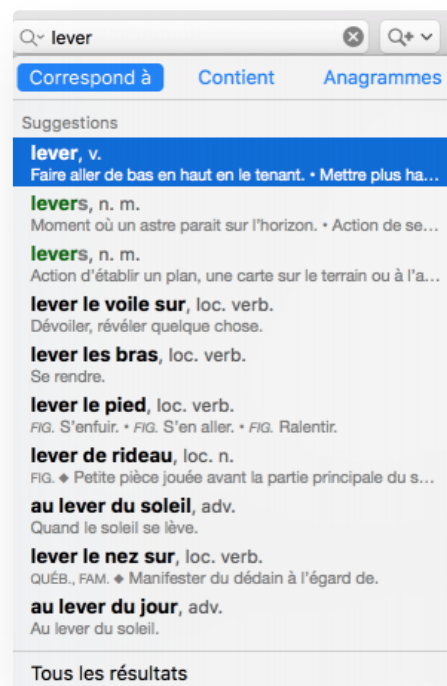 lever
Correspond à Contient Anagrammes
Suggestions
lever, v.
Faire aller de bas en haut en le tenant. • Mettre plus ha…
levers, n. m.
Moment où un astre parait sur l'horizon. • Action de se…
levers, n. m.
Action d'établir un plan, une carte sur le terrain ou à l'a…
lever le voile sur, loc. verb.
Dévoiler, révéler quelque chose.
lever les bras, loc. verb.
Se rendre.
lever le pied, loc. verb.
FIG. S'enfuir. • FIG. S'en aller. • FIG. Ralentir.
lever de rideau, loc. n.
FIG. ◆ Petite pièce jouée avant la partie principale du s…
au lever du soleil, adv.
Quand le soleil se lève.
lever le nez sur, loc. verb.
QUÉB., FAM. ◆ Manifester du dédain à l'égard de.
au lever du jour, adv.
Au lever du soleil.
Tous les résultats